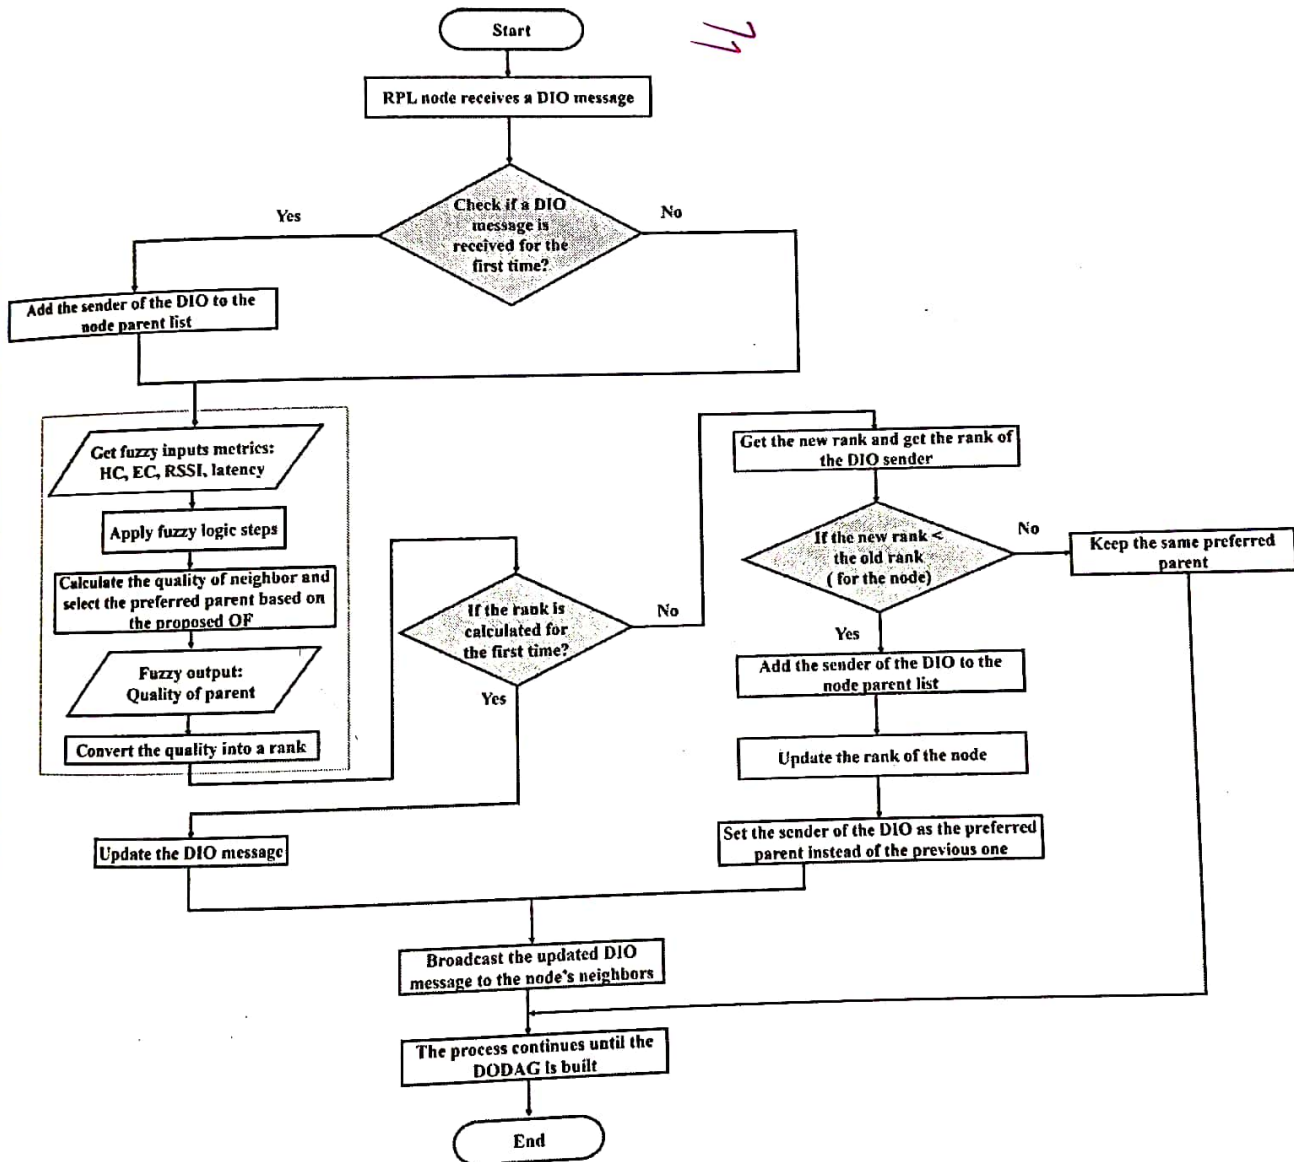 Start
RPL node receives a DIO message
Check if a DIO
message is
received for the
first time?
Yes
No
Add the sender of the DIO to the
node parent list
Get fuzzy inputs metrics:
HC, EC, RSSI, latency
Apply fuzzy logic steps
Calculate the quality of neighbor and
select the preferred parent based on
the proposed OF
Fuzzy output:
Quality of parent
Convert the quality into a rank
If the rank is
calculated for
the first time?
No
Yes
Update the DIO message
Get the new rank and get the rank of
the DIO sender
If the new rank <
the old rank
( for the node)
No
Keep the same preferred
parent
Yes
Add the sender of the DIO to the
node parent list
Update the rank of the node
Set the sender of the DIO as the preferred
parent instead of the previous one
Broadcast the updated DIO
message to the node's neighbors
The process continues until the
DODAG is built
End